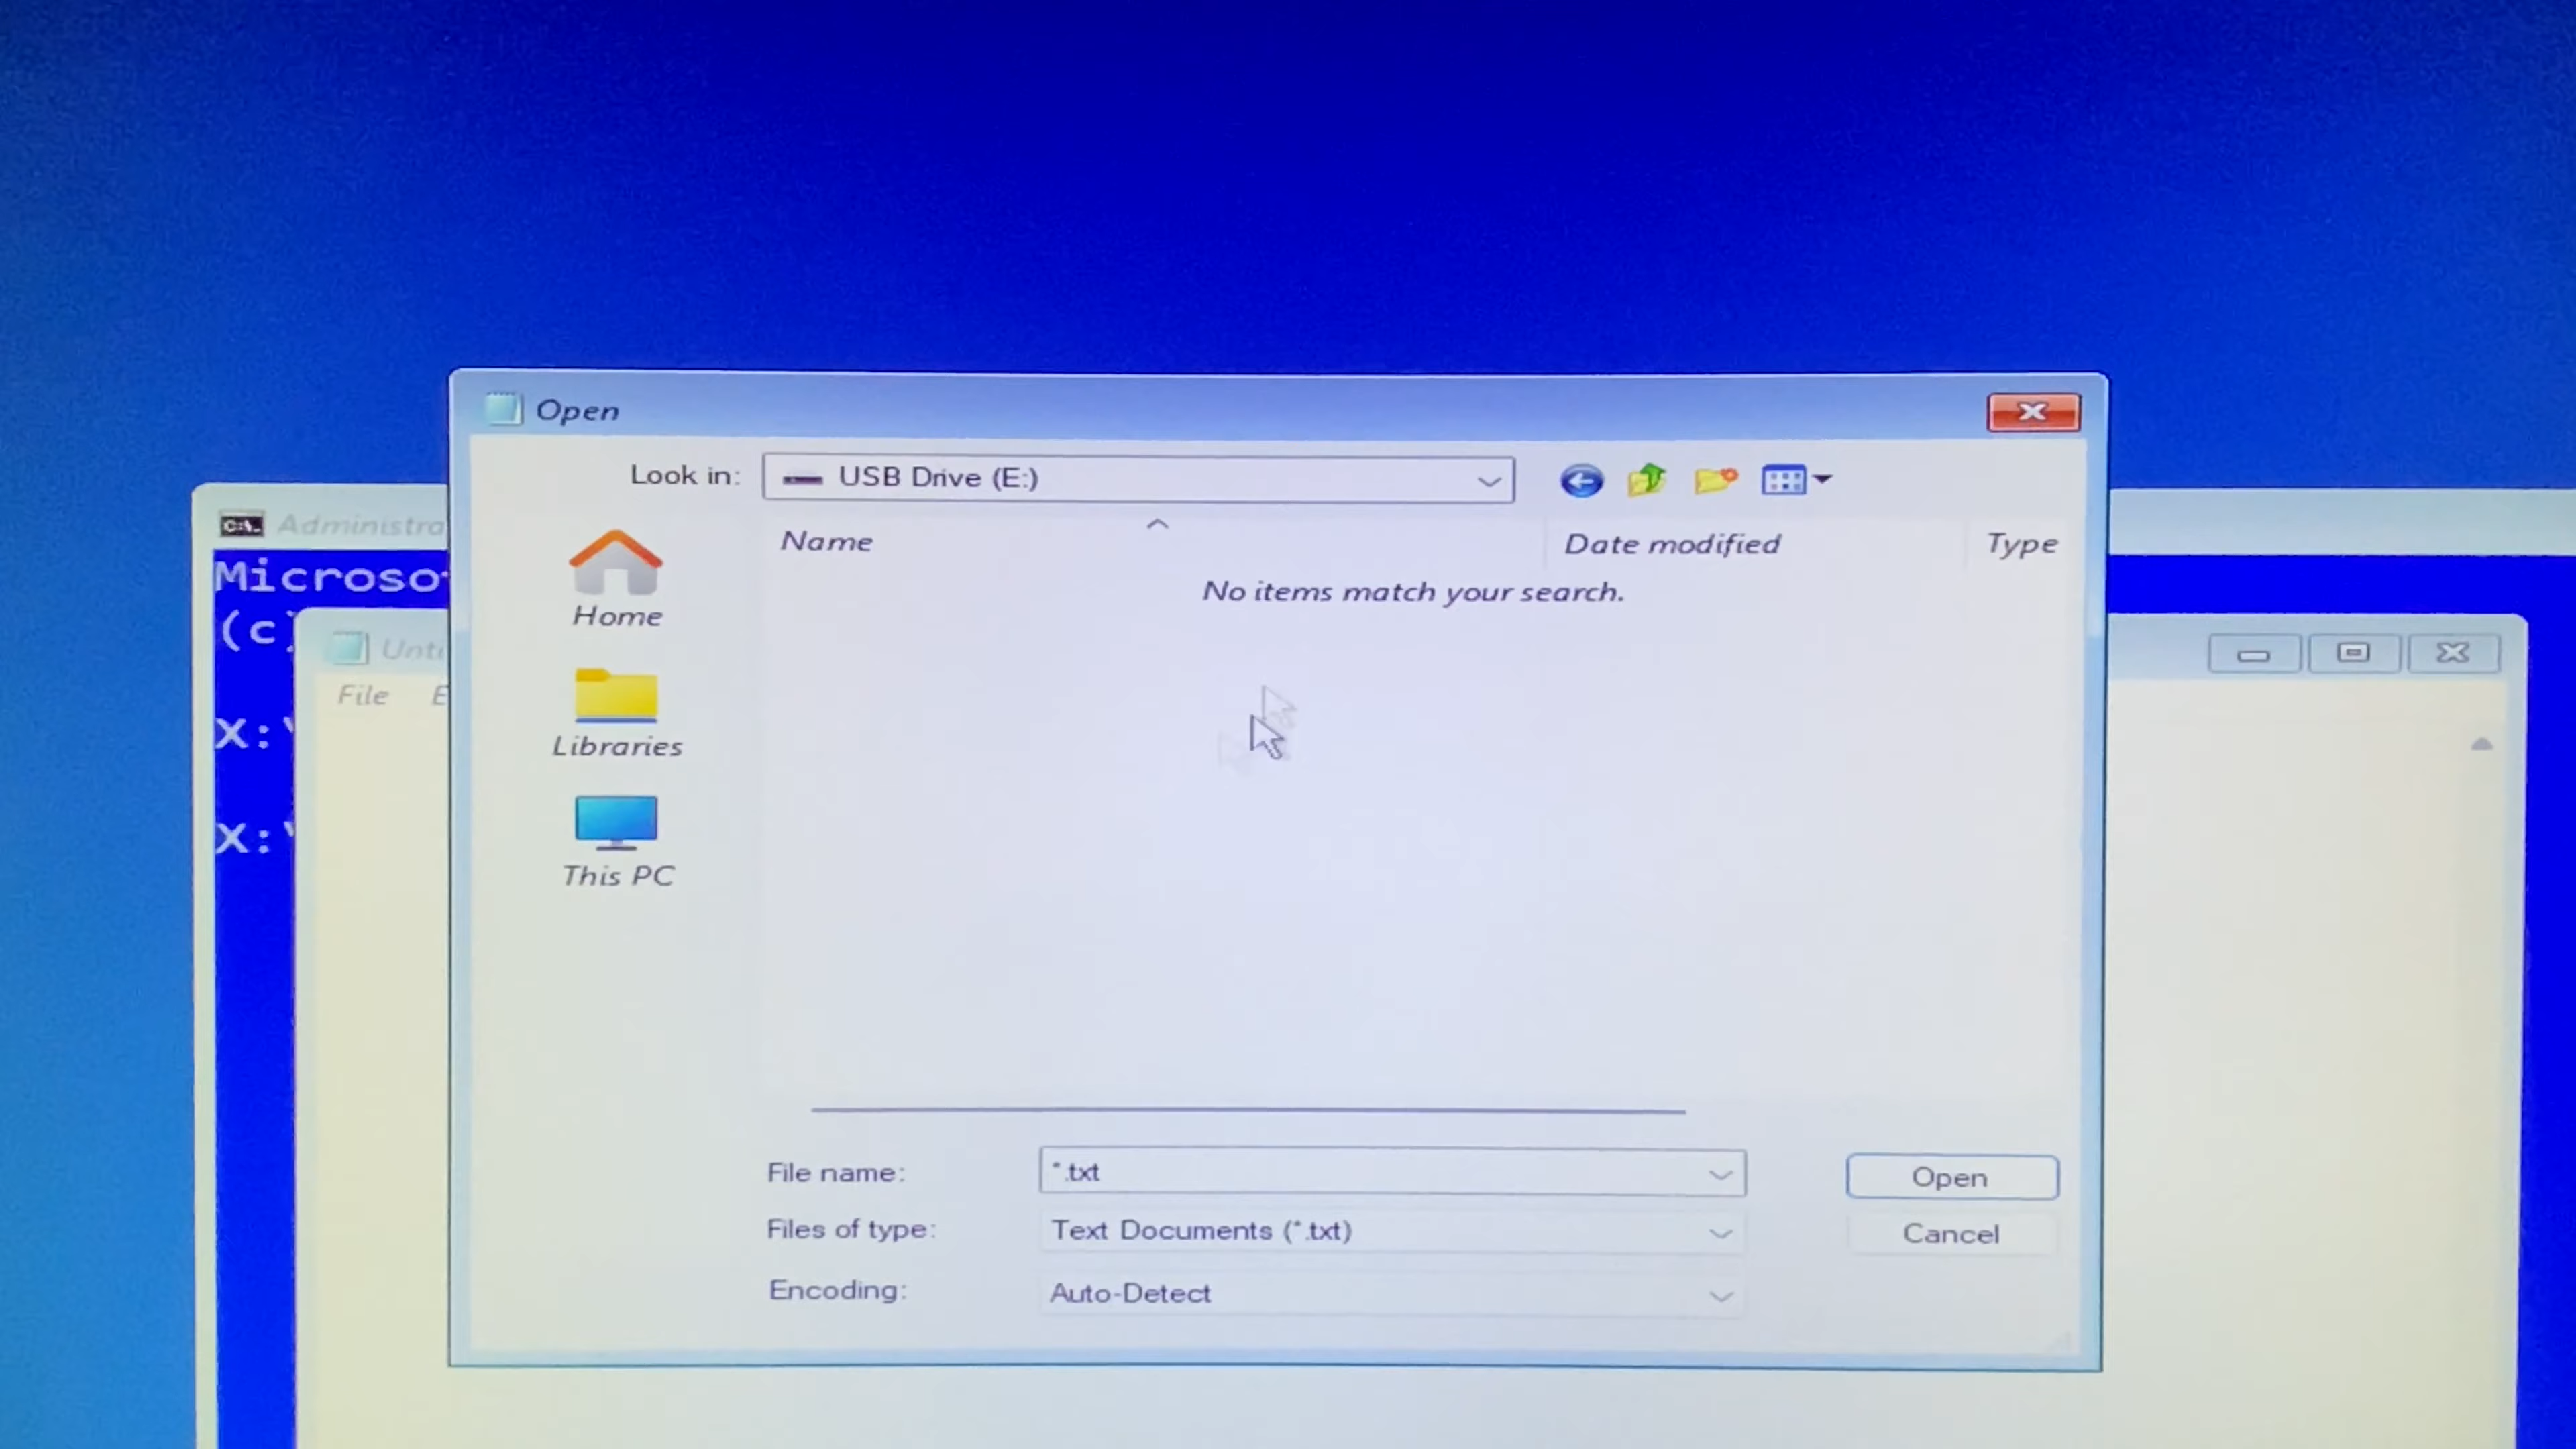 Open
Look in: USB Drive (E:)
Administra
Microso
(c)
Name Date modified Type
No items match your search.
Home
Unti
File E
Libraries
X:\
X:\
This PC
File name: *.txt Open
Files of type: Text Documents (*.txt) Cancel
Encoding: Auto-Detect